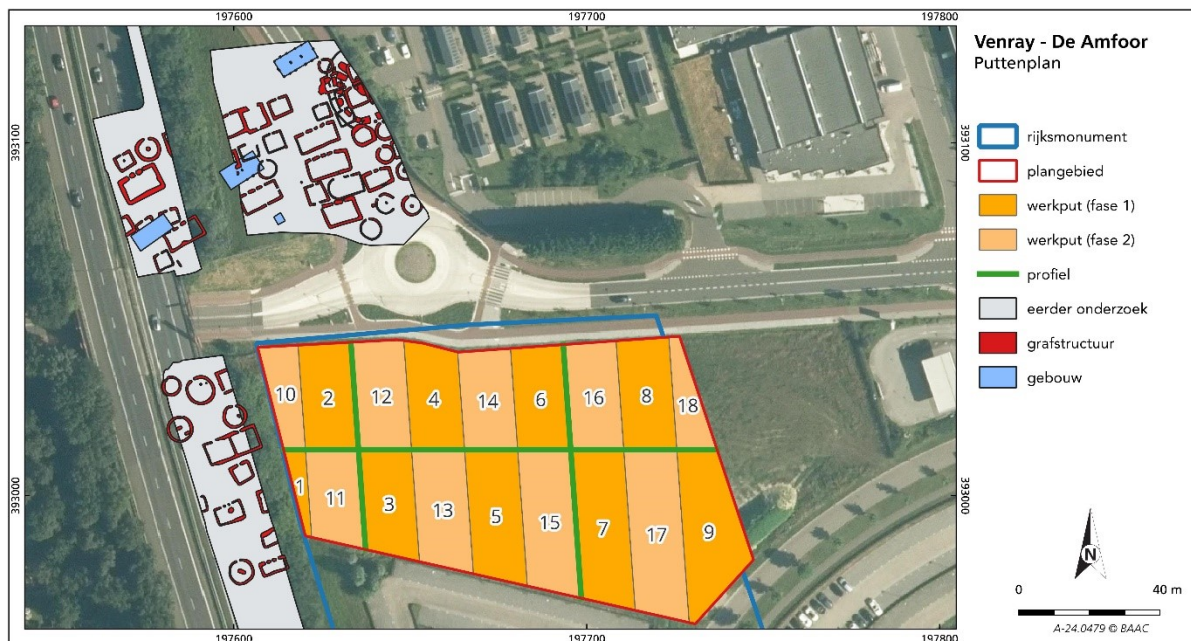 197600
197700
197800
393100
393000
393100
393000
197600
197700
197800
10
2
12
4
14
6
16
8
18
1
11
3
13
5
15
7
17
9
Venray - De Amfoor
Puttenplan
rijksmonument
plangebied
werkput (fase 1)
werkput (fase 2)
profiel
eerder onderzoek
grafstructuur
gebouw
N
0
40 m
A-24.0479 © BAAC